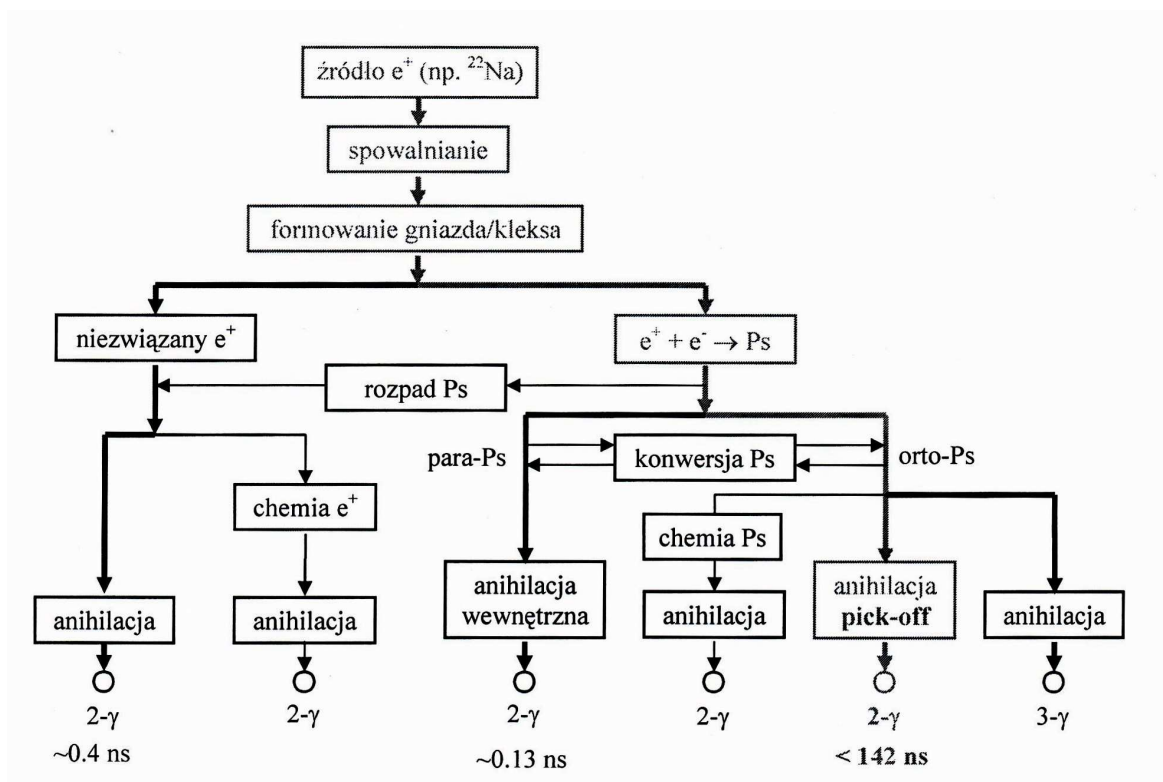 źródło e⁺ (np. ²²Na)
spowalnianie
formowanie gniazda/kleksa
niezwiązany e⁺
e⁺ + e⁻ → Ps
rozpad Ps
para-Ps
konwersja Ps
orto-Ps
chemia e⁺
chemia Ps
anihilacja
anihilacja
anihilacja
wewnętrzna
anihilacja
anihilacja
pick-off
anihilacja
2-γ
2-γ
2-γ
2-γ
2-γ
3-γ
~0.4 ns
~0.13 ns
< 142 ns